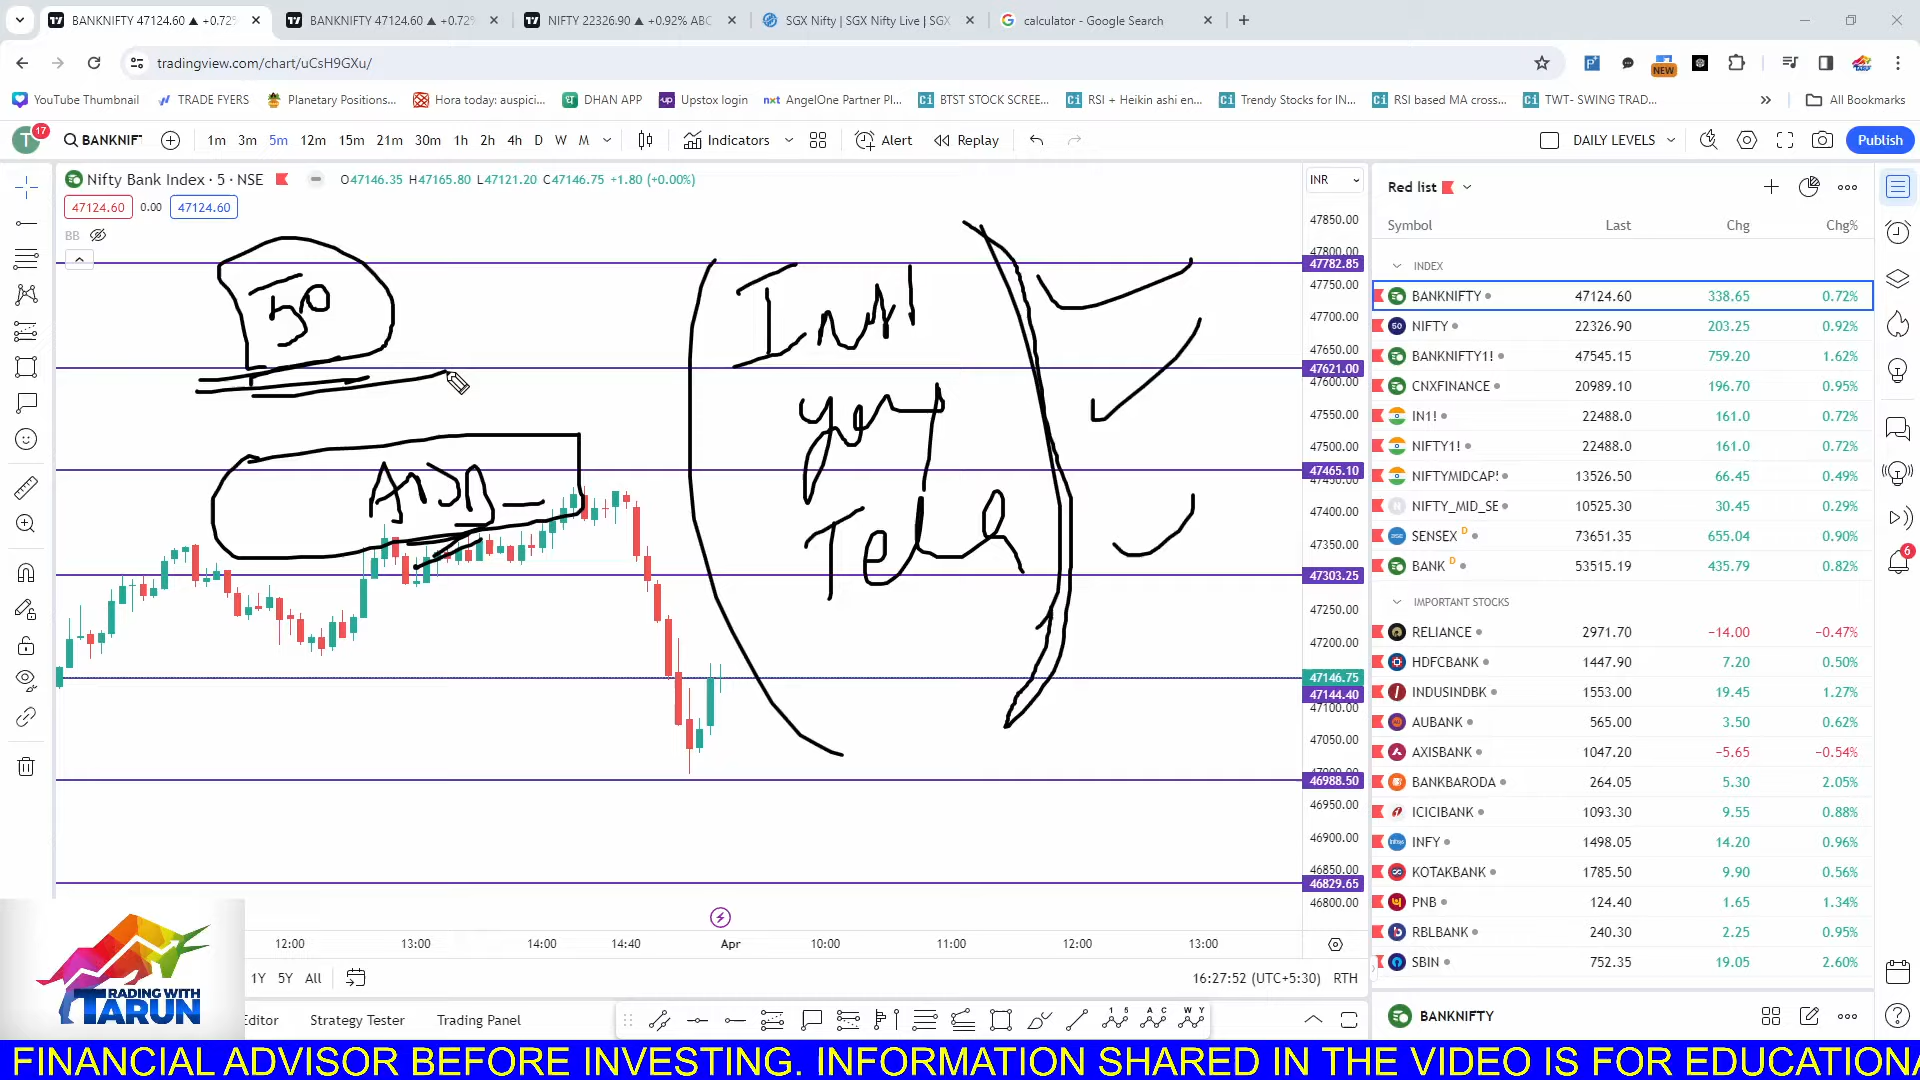 BANKNIFTY 47124.60 ▲ +0.72%
BANKNIFTY 47124.60 ▲ +0.72%
NIFTY 22326.90 ▲ +0.92% ABC
SGX Nifty | SGX Nifty Live | SGX
calculator - Google Search
tradingview.com/chart/uCsH9GXu/
NEW
YouTube Thumbnail
TRADE FYERS
Planetary Positions...
Hora today: auspici...
DHAN APP
Upstox login
AngelOne Partner Pl...
BTST STOCK SCREE...
RSI + Heikin ashi en...
Trendy Stocks for IN...
RSI based MA cross...
TWT- SWING TRAD...
All Bookmarks
T 17
BANKNIF
1m 3m 5m 12m 15m 21m 30m 1h 2h 4h D W M
Indicators
Alert
Replay
DAILY LEVELS
Publish
Nifty Bank Index · 5 · NSE
O47146.35 H47165.80 L47121.20 C47146.75 +1.80 (+0.00%)
47124.60 0.00 47124.60
BB
50
INR
47850.00
47800.00
47782.85
47750.00
47700.00
47650.00
47621.00
47600.00
47550.00
47500.00
47465.10
47450.00
47400.00
47350.00
47303.25
47250.00
47200.00
47146.75
47144.40
47100.00
47050.00
46988.50
46950.00
46900.00
46850.00
46829.65
46800.00
12:00 13:00 14:00 14:40 Apr 10:00 11:00 12:00 13:00
1Y 5Y All
16:27:52 (UTC+5:30) RTH
Editor
Strategy Tester
Trading Panel
Red list
Symbol Last Chg Chg%
INDEX
BANKNIFTY 47124.60 338.65 0.72%
NIFTY 22326.90 203.25 0.92%
BANKNIFTY1! 47545.15 759.20 1.62%
CNXFINANCE 20989.10 196.70 0.95%
IN1! 22488.0 161.0 0.72%
NIFTY1! 22488.0 161.0 0.72%
NIFTYMIDCAP! 13526.50 66.45 0.49%
NIFTY_MID_SE 10525.30 30.45 0.29%
SENSEX D 73651.35 655.04 0.90%
BANK D 53515.19 435.79 0.82%
IMPORTANT STOCKS
RELIANCE 2971.70 −14.00 −0.47%
HDFCBANK 1447.90 7.20 0.50%
INDUSINDBK 1553.00 19.45 1.27%
AUBANK 565.00 3.50 0.62%
AXISBANK 1047.20 −5.65 −0.54%
BANKBARODA 264.05 5.30 2.05%
ICICIBANK 1093.30 9.55 0.88%
INFY 1498.05 14.20 0.96%
KOTAKBANK 1785.50 9.90 0.56%
PNB 124.40 1.65 1.34%
RBLBANK 240.30 2.25 0.95%
SBIN 752.35 19.05 2.60%
BANKNIFTY
6
TRADING WITH
TARUN
FINANCIAL ADVISOR BEFORE INVESTING. INFORMATION SHARED IN THE VIDEO IS FOR EDUCATIONA